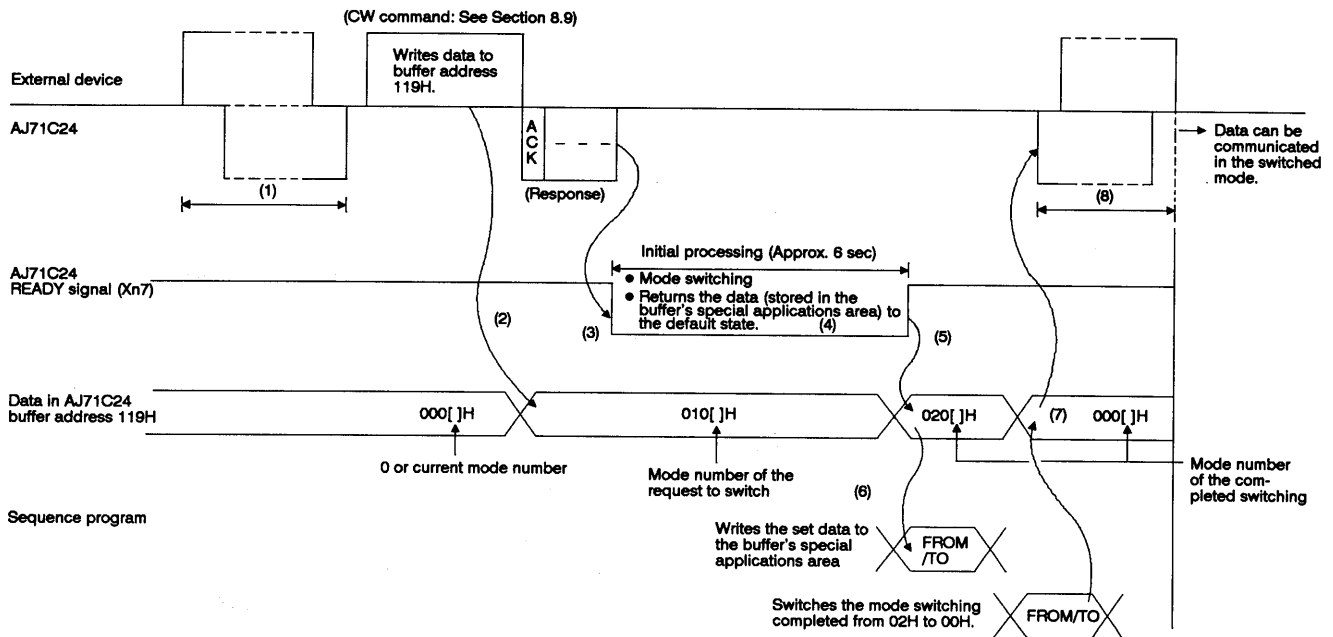 (CW command: See Section 8.9)
Writes data to
buffer address
119H.
External device
AJ71C24
A
C
K
(Response)
(1)
Data can be
communicated
in the switched
mode.
(8)
Initial processing (Approx. 6 sec)
AJ71C24
READY signal (Xn7)
● Mode switching
● Returns the data (stored in the
buffer's special applications area) to
the default state. (4)
(2)
(3)
(5)
Data in AJ71C24
buffer address 119H
000[ ]H
010[ ]H
020[ ]H
(7)
000[ ]H
0 or current mode number
Mode number of the
request to switch
(6)
Mode number
of the com-
pleted switching
Sequence program
Writes the set data to
the buffer's special
applications area
FROM
/TO
Switches the mode switching
completed from 02H to 00H.
FROM/TO